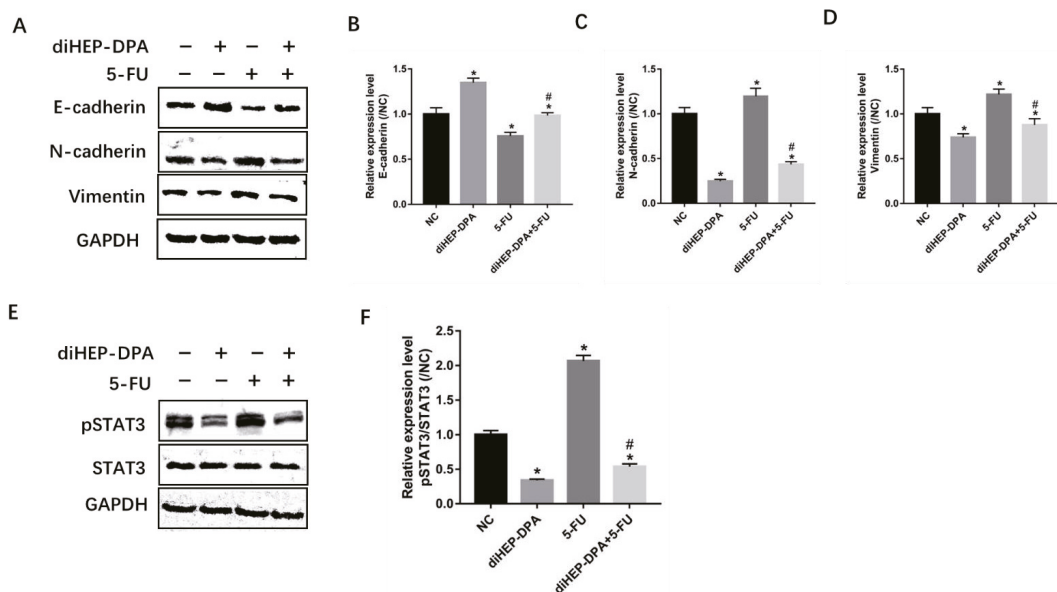 A
diHEP-DPA − + − +
5-FU − − + +
E-cadherin
N-cadherin
Vimentin
GAPDH
B
Relative expression level
E-cadherin (/NC)
1.5
1.0
0.5
0.0
*
*
#
*
NC
diHEP-DPA
5-FU
diHEP-DPA+5-FU
C
Relative expression level
N-cadherin (/NC)
1.5
1.0
0.5
0.0
*
*
#
*
NC
diHEP-DPA
5-FU
diHEP-DPA+5-FU
D
Relative expression level
Vimentin (/NC)
1.5
1.0
0.5
0.0
*
*
#
*
NC
diHEP-DPA
5-FU
diHEP-DPA+5-FU
E
diHEP-DPA − + − +
5-FU − − + +
pSTAT3
STAT3
GAPDH
F
Relative expression level
pSTAT3/STAT3 (/NC)
2.5
2.0
1.5
1.0
0.5
0.0
*
*
#
*
NC
diHEP-DPA
5-FU
diHEP-DPA+5-FU